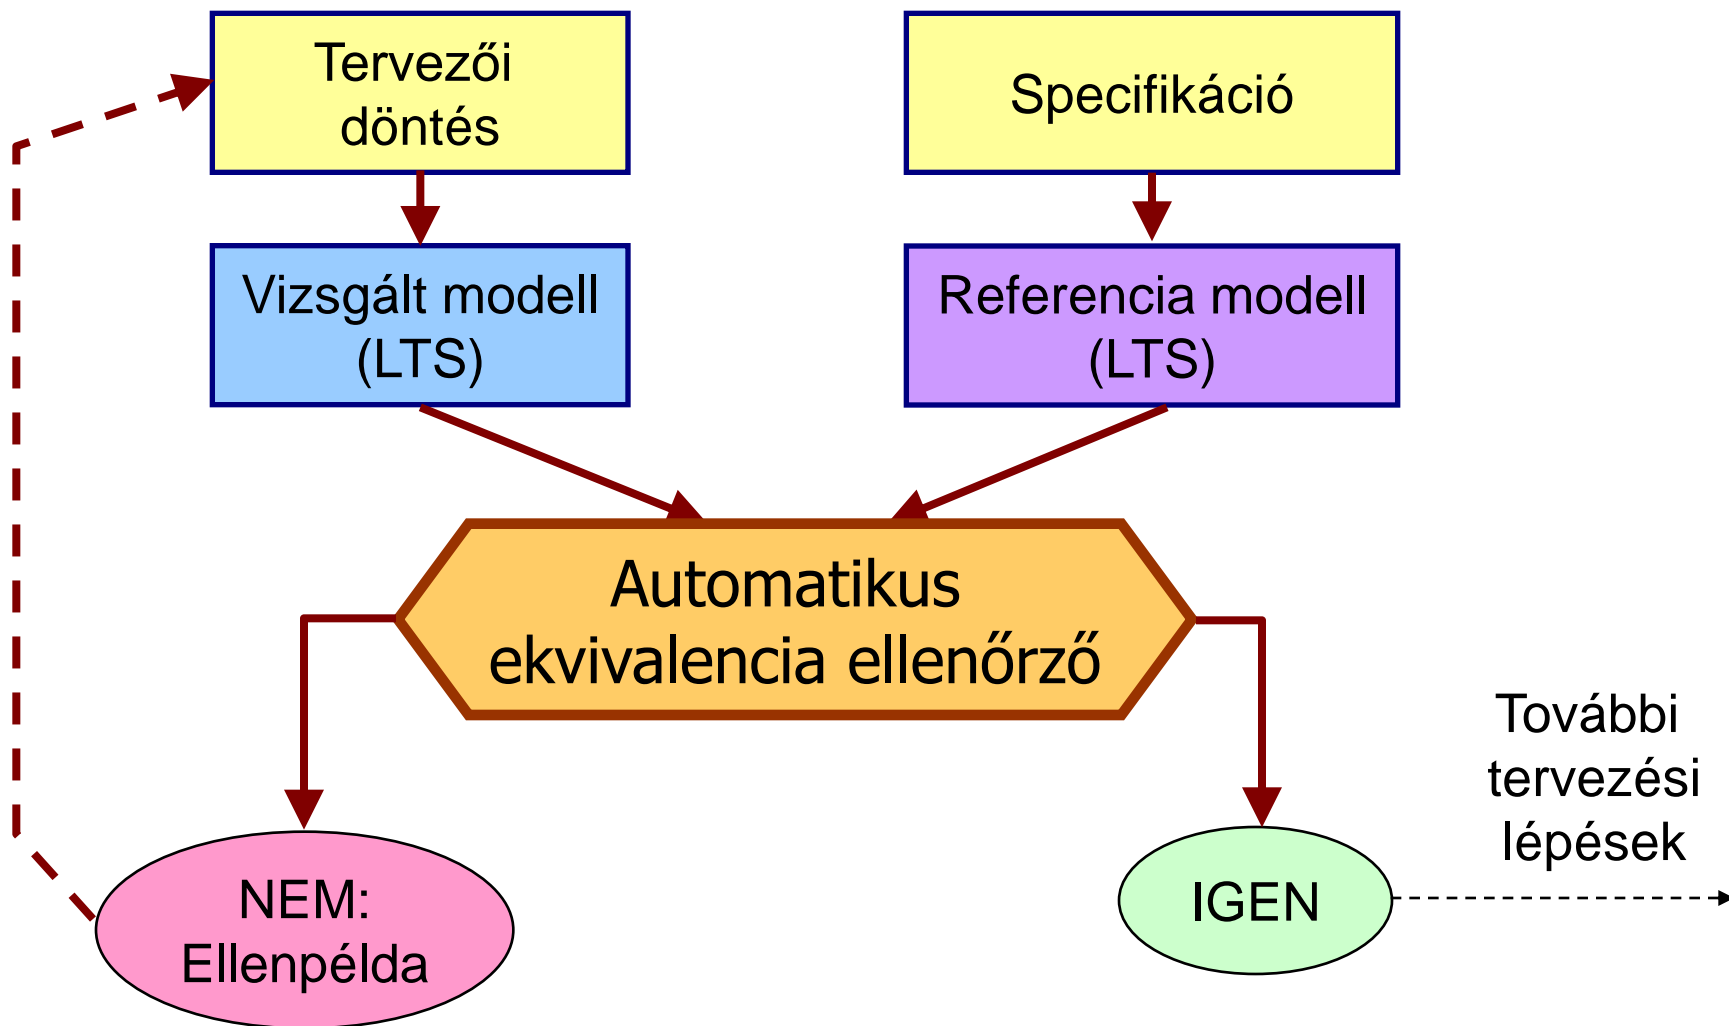 Tervezői
döntés
Specifikáció
Vizsgált modell
(LTS)
Referencia modell
(LTS)
Automatikus
ekvivalencia ellenőrző
További
tervezési
lépések
NEM:
Ellenpélda
IGEN